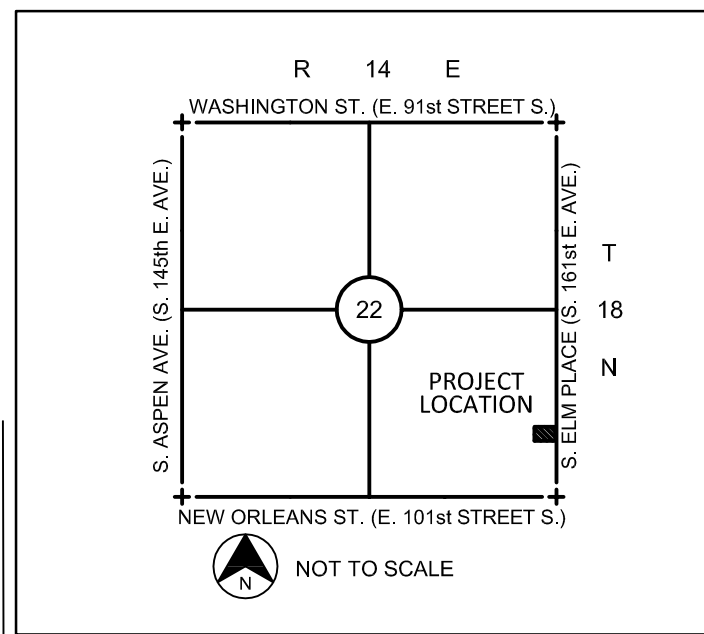 R 14 E
WASHINGTON ST. (E. 91st STREET S.)
S. ASPEN AVE. (S. 145th E. AVE.)
S. ELM PLACE (S. 161st E. AVE.)
T
18
N
22
PROJECT
LOCATION
NEW ORLEANS ST. (E. 101st STREET S.)
N
NOT TO SCALE